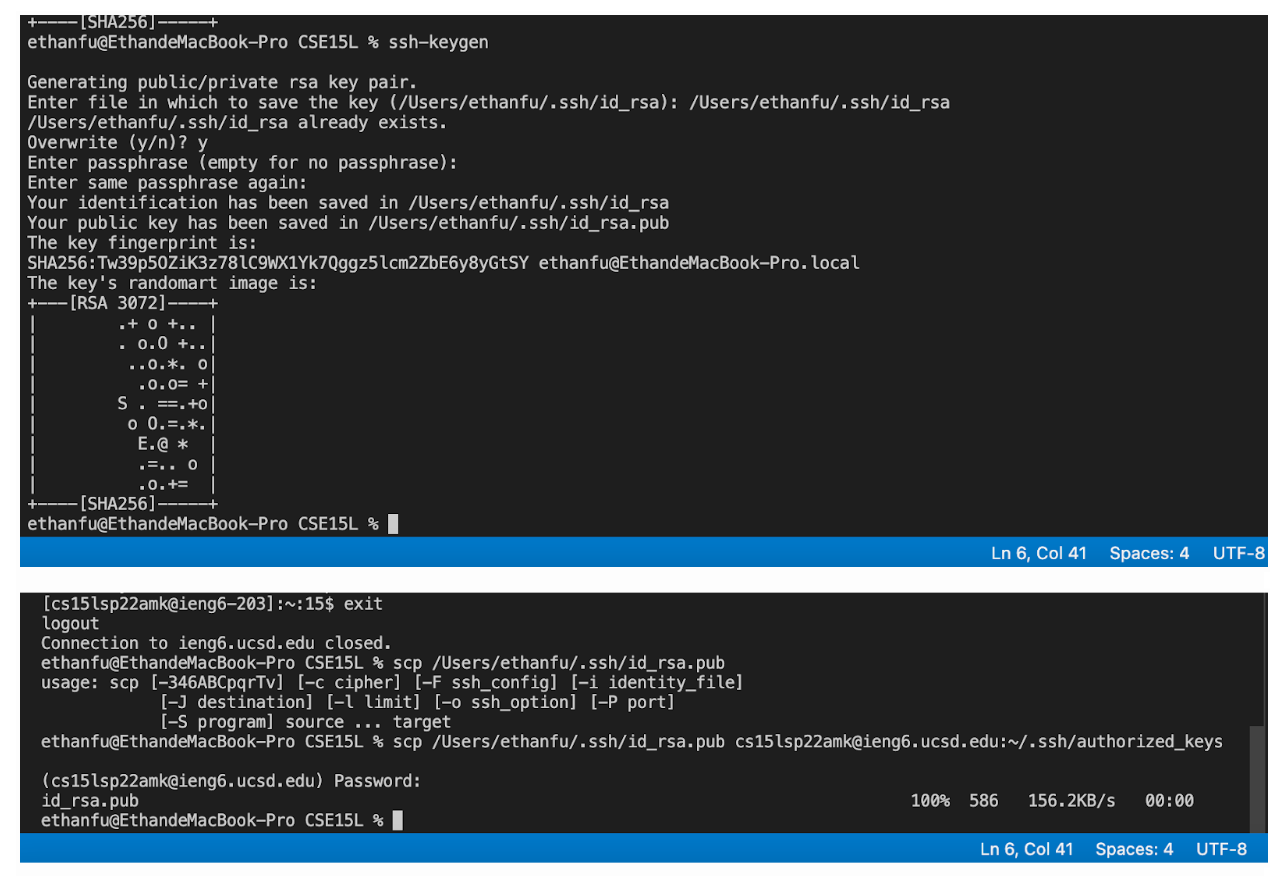 +----[SHA256]-----+
ethanfu@EthandeMacBook-Pro CSE15L % ssh-keygen
Generating public/private rsa key pair.
Enter file in which to save the key (/Users/ethanfu/.ssh/id_rsa): /Users/ethanfu/.ssh/id_rsa
/Users/ethanfu/.ssh/id_rsa already exists.
Overwrite (y/n)? y
Enter passphrase (empty for no passphrase):
Enter same passphrase again:
Your identification has been saved in /Users/ethanfu/.ssh/id_rsa
Your public key has been saved in /Users/ethanfu/.ssh/id_rsa.pub
The key fingerprint is:
SHA256:Tw39p5OZiK3z78lC9WX1Yk7Qggz5lcm2ZbE6y8yGtSY ethanfu@EthandeMacBook-Pro.local
The key's randomart image is:
+---[RSA 3072]----+
|        .+ o +.. |
|        . o.O +..|
|         ..o.*. o|
|          .o.o= +|
|        S . ==.+o|
|         o O.=.*.|
|          E.@ *  |
|          .=.. o |
|          .o.+=  |
+----[SHA256]-----+
ethanfu@EthandeMacBook-Pro CSE15L %
Ln 6, Col 41 Spaces: 4 UTF-8
[cs15lsp22amk@ieng6-203]:~:15$ exit
logout
Connection to ieng6.ucsd.edu closed.
ethanfu@EthandeMacBook-Pro CSE15L % scp /Users/ethanfu/.ssh/id_rsa.pub
usage: scp [-346ABCpqrTv] [-c cipher] [-F ssh_config] [-i identity_file]
           [-J destination] [-l limit] [-o ssh_option] [-P port]
           [-S program] source ... target
ethanfu@EthandeMacBook-Pro CSE15L % scp /Users/ethanfu/.ssh/id_rsa.pub cs15lsp22amk@ieng6.ucsd.edu:~/.ssh/authorized_keys
(cs15lsp22amk@ieng6.ucsd.edu) Password:
id_rsa.pub 100% 586 156.2KB/s 00:00
ethanfu@EthandeMacBook-Pro CSE15L %
Ln 6, Col 41 Spaces: 4 UTF-8